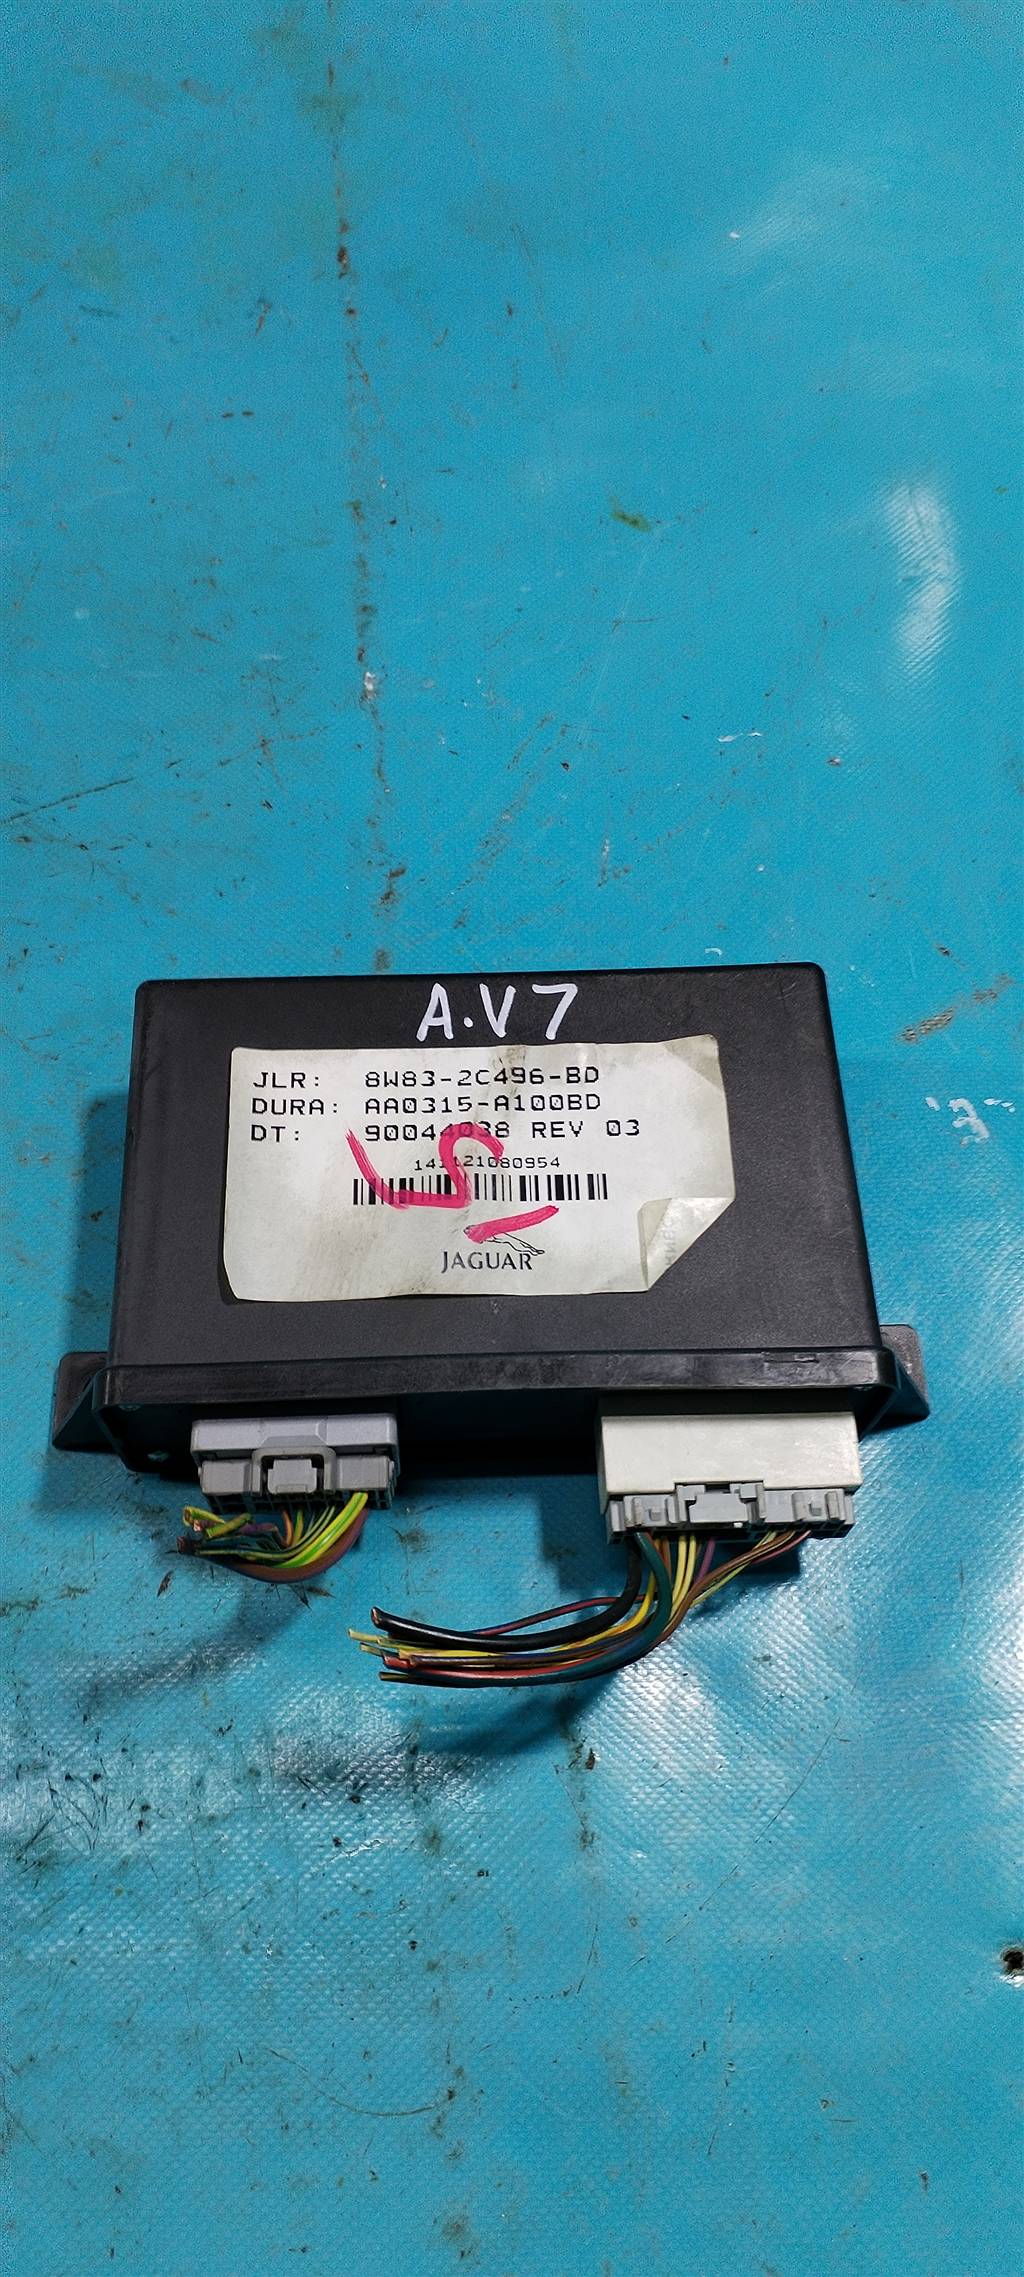 A.V7
JLR: 8W83-2C496-BD
DURA: AA0315-A100BD
DT: 90044038 REV 03
141121080954
JAGUAR